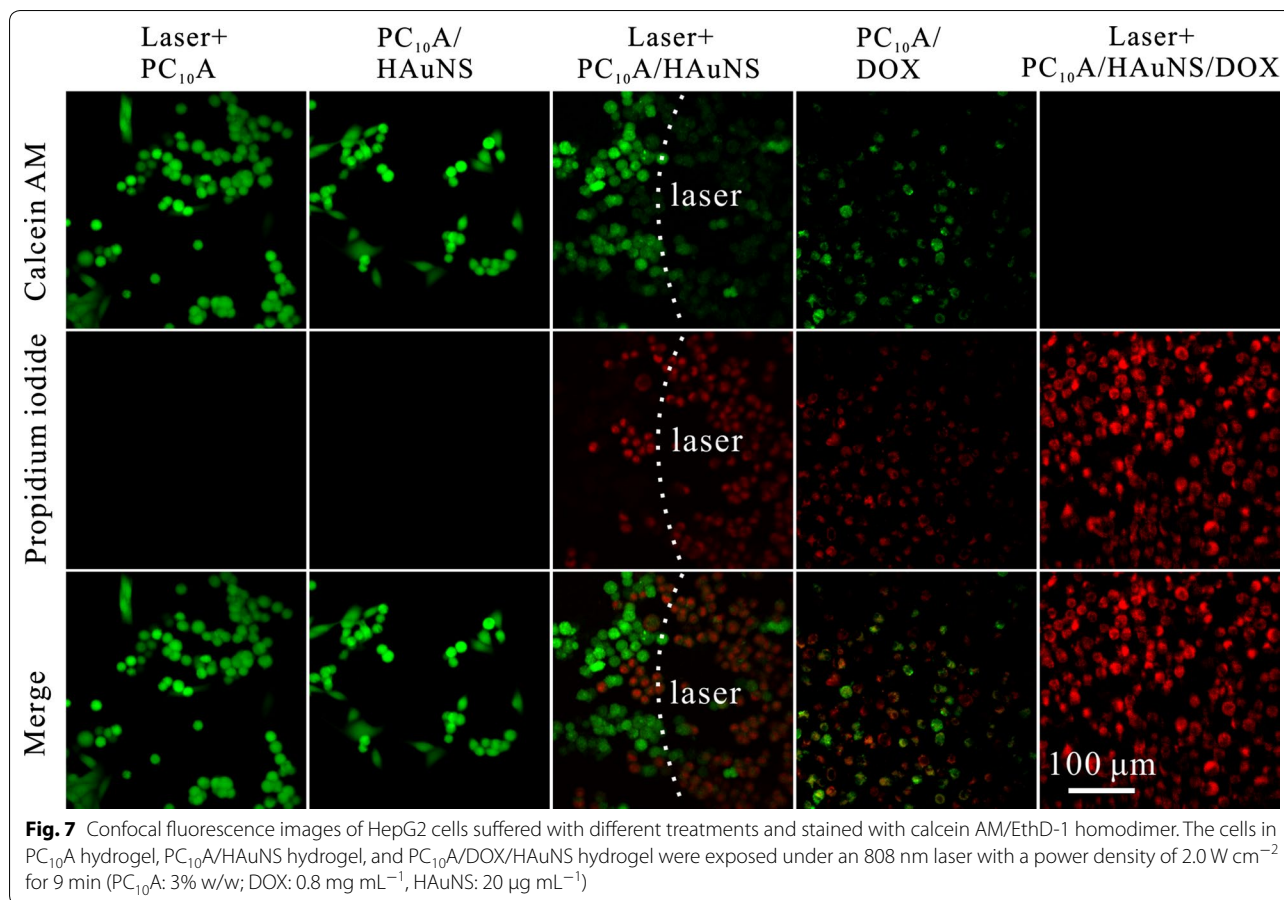 Laser+
PC₁₀A
PC₁₀A/
HAuNS
Laser+
PC₁₀A/HAuNS
PC₁₀A/
DOX
Laser+
PC₁₀A/HAuNS/DOX
Calcein AM
laser
Propidium iodide
laser
Merge
laser
100 μm
Fig. 7 Confocal fluorescence images of HepG2 cells suffered with different treatments and stained with calcein AM/EthD-1 homodimer. The cells in
PC₁₀A hydrogel, PC₁₀A/HAuNS hydrogel, and PC₁₀A/DOX/HAuNS hydrogel were exposed under an 808 nm laser with a power density of 2.0 W cm⁻²
for 9 min (PC₁₀A: 3% w/w; DOX: 0.8 mg mL⁻¹, HAuNS: 20 μg mL⁻¹)